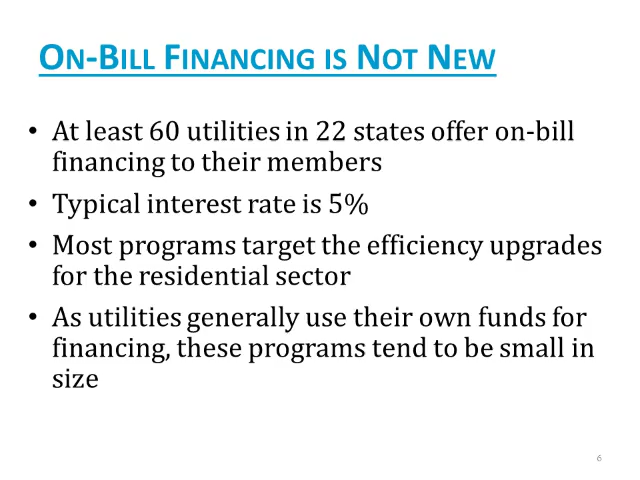 ON-BILL FINANCING IS NOT NEW
• At least 60 utilities in 22 states offer on-bill
financing to their members
• Typical interest rate is 5%
• Most programs target the efficiency upgrades
for the residential sector
• As utilities generally use their own funds for
financing, these programs tend to be small in
size
6